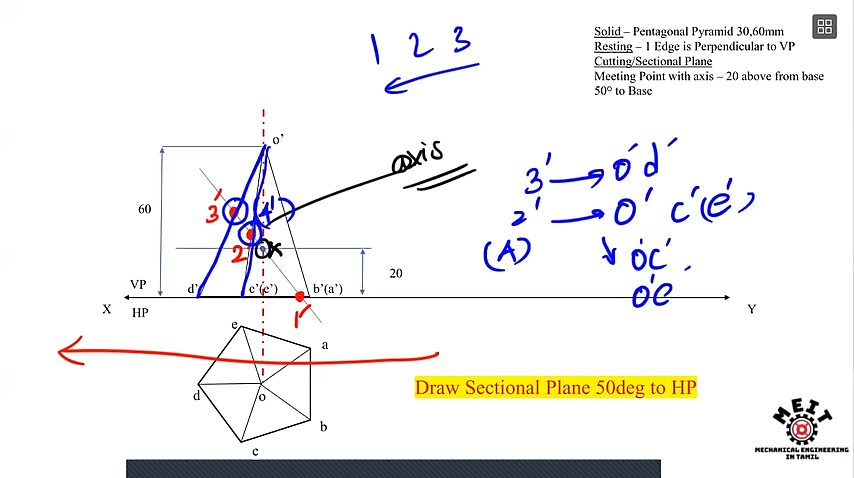 1 2 3
Solid – Pentagonal Pyramid 30,60mm
Resting – 1 Edge is Perpendicular to VP
Cutting/Sectional Plane
Meeting Point with axis – 20 above from base
50° to Base
o'
axis
3' → o'd'
2' → o' c'(e')
(4)
o'c'
o'e'
60
3'
4'
2
20
d'
c'(e')
b'(a')
VP
X
HP
1'
Y
e
a
d
o
b
c
Draw Sectional Plane 50deg to HP
MEIT
MECHANICAL ENGINEERING
IN TAMIL